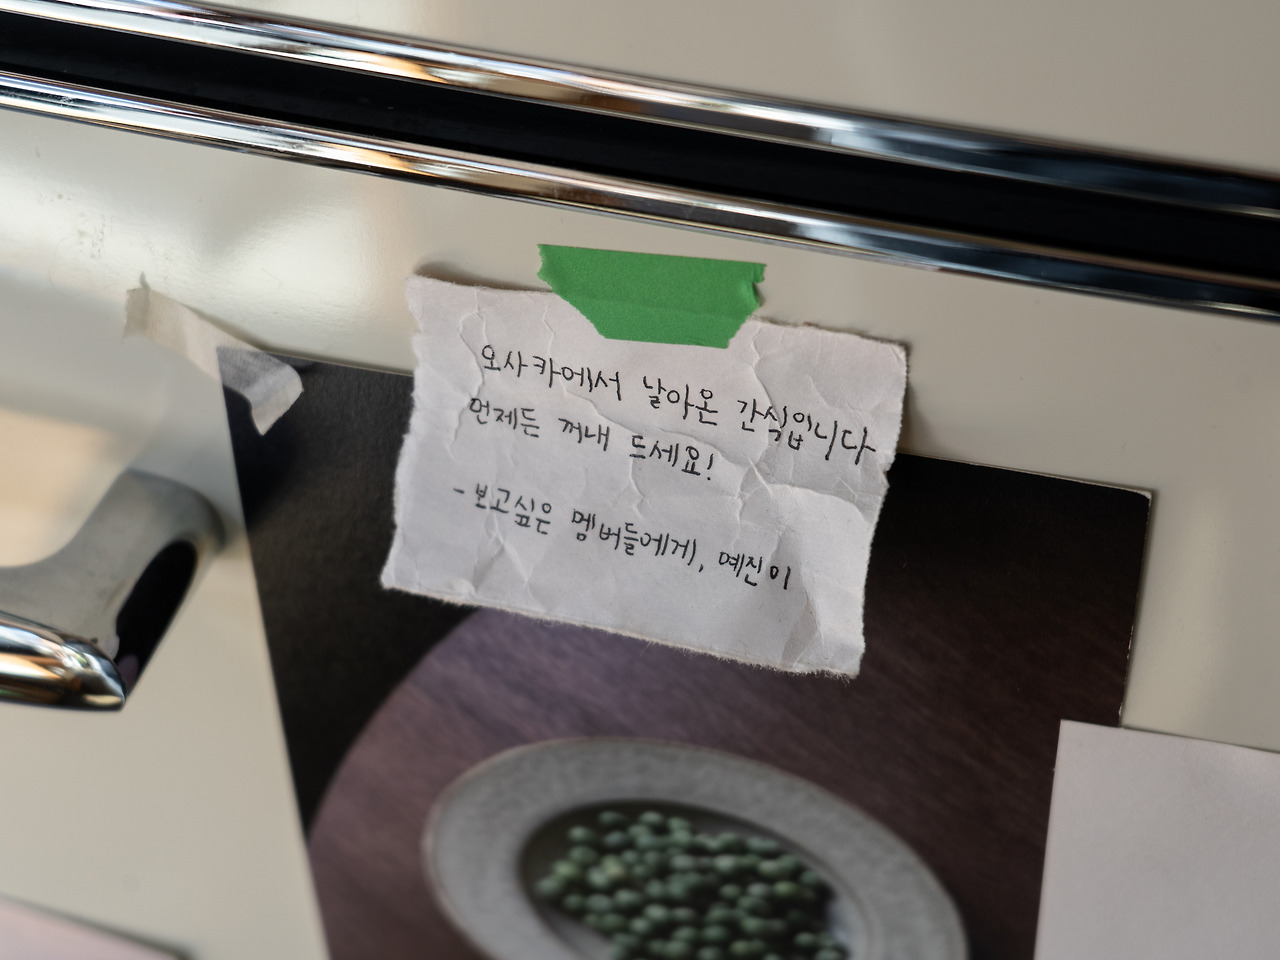 오사카에서 날아온 간식입니다
언제든 꺼내 드세요!
- 보고싶은 멤버들에게, 예진이